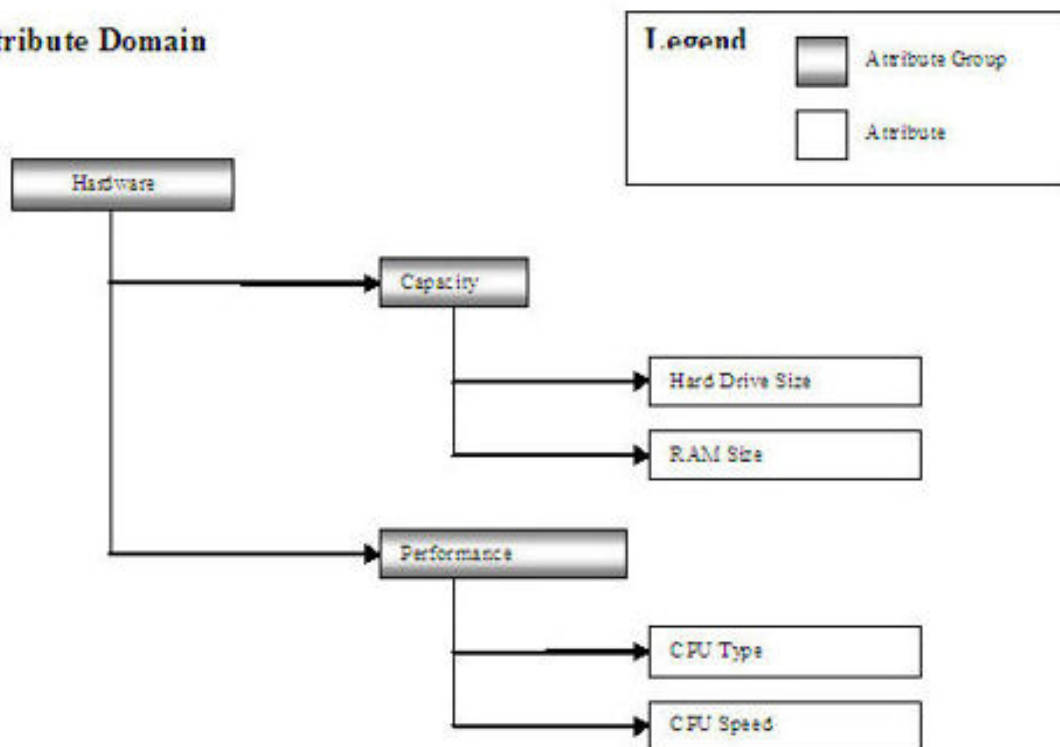 tribute Domain
Legend
Attribute Group
Attribute
Hardware
Capacity
Hard Drive Size
RAM Size
Performance
CPU Type
CPU Speed